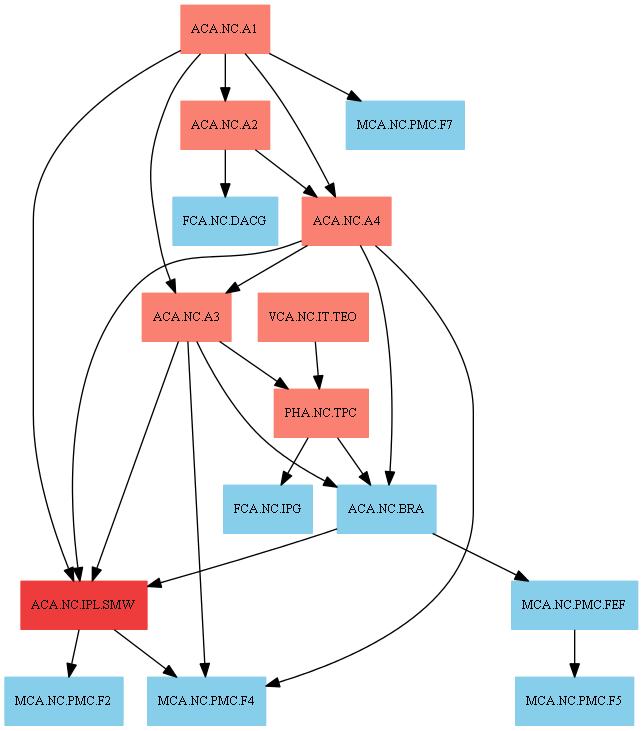 ACA.NC.A1
ACA.NC.A2
MCA.NC.PMC.F7
FCA.NC.DACG
ACA.NC.A4
ACA.NC.A3
VCA.NC.IT.TEO
PHA.NC.TPC
FCA.NC.IPG
ACA.NC.BRA
ACA.NC.IPL.SMW
MCA.NC.PMC.FEF
MCA.NC.PMC.F2
MCA.NC.PMC.F4
MCA.NC.PMC.F5